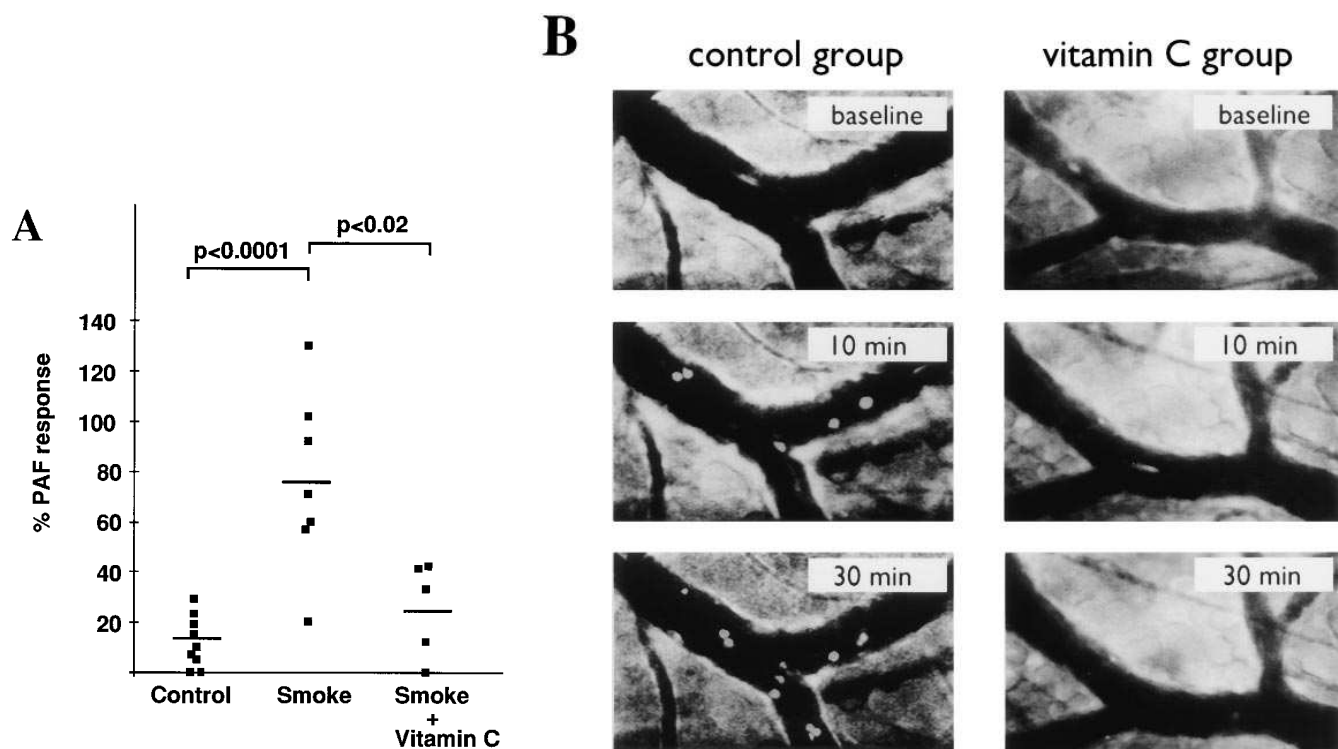 A
p<0.0001
p<0.02
% PAF response
140
120
100
80
60
40
20
Control
Smoke
Smoke
+
Vitamin C
B
control group
vitamin C group
baseline
baseline
10 min
10 min
30 min
30 min